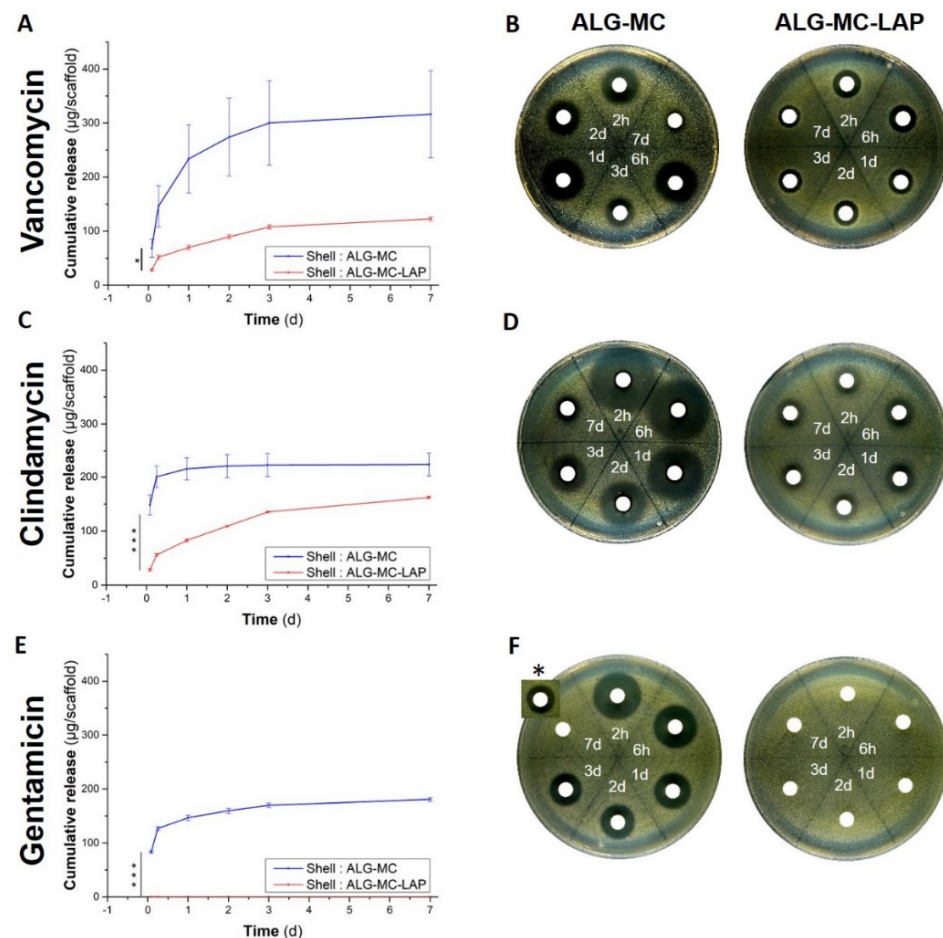 A
Vancomycin
Cumulative release (µg/scaffold)
400
300
200
100
0
*
Shell : ALG-MC
Shell : ALG-MC-LAP
-1 0 1 2 3 4 5 6 7
Time (d)
B
ALG-MC ALG-MC-LAP
2h
2d 7d
1d 6h
3d
2h
7d 6h
3d 1d
2d
C
Clindamycin
Cumulative release (µg/scaffold)
400
300
200
100
0
***
Shell : ALG-MC
Shell : ALG-MC-LAP
-1 0 1 2 3 4 5 6 7
Time (d)
D
2h
7d 6h
3d 1d
2d
2h
7d 6h
3d 1d
2d
E
Gentamicin
Cumulative release (µg/scaffold)
400
300
200
100
0
***
Shell : ALG-MC
Shell : ALG-MC-LAP
-1 0 1 2 3 4 5 6 7
Time (d)
F
*
2h
7d 6h
3d 1d
2d
2h
7d 6h
3d 1d
2d